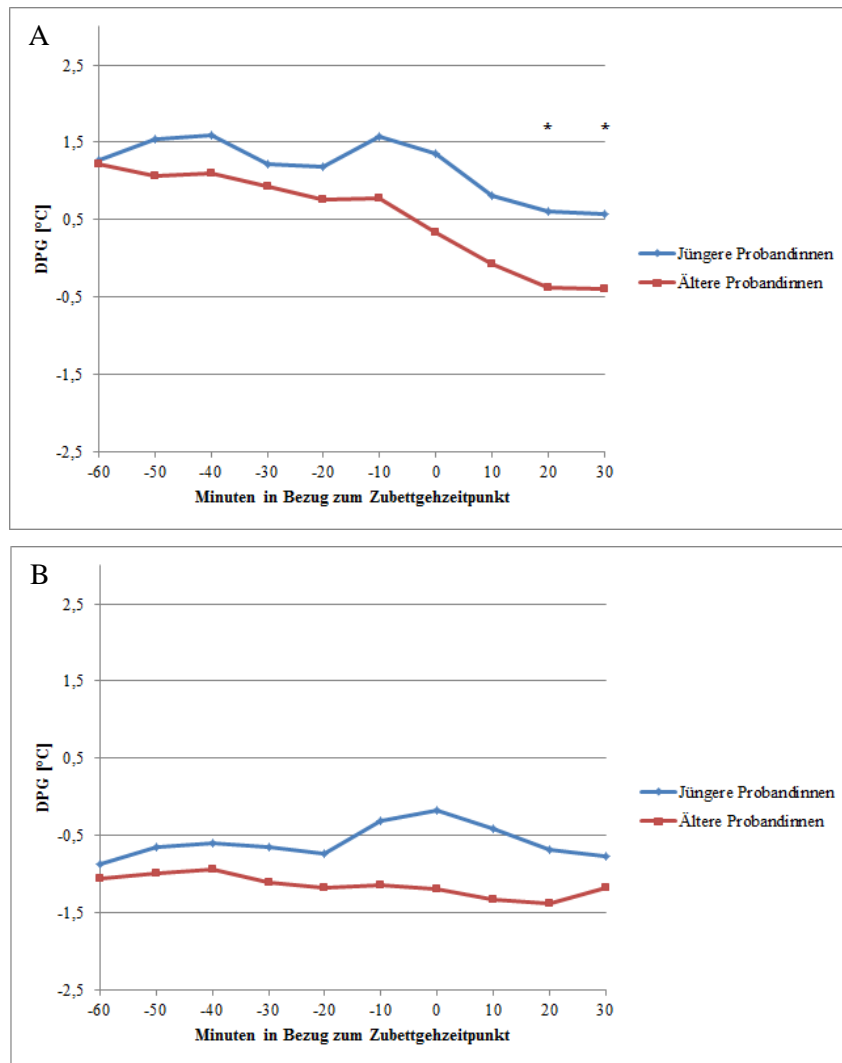 A
2,5
1,5
0,5
-0,5
-1,5
-2,5
DPG [°C]
* *
-60 -50 -40 -30 -20 -10 0 10 20 30
Minuten in Bezug zum Zubettgehzeitpunkt
Jüngere Probandinnen
Ältere Probandinnen
B
2,5
1,5
0,5
-0,5
-1,5
-2,5
DPG [°C]
-60 -50 -40 -30 -20 -10 0 10 20 30
Minuten in Bezug zum Zubettgehzeitpunkt
Jüngere Probandinnen
Ältere Probandinnen